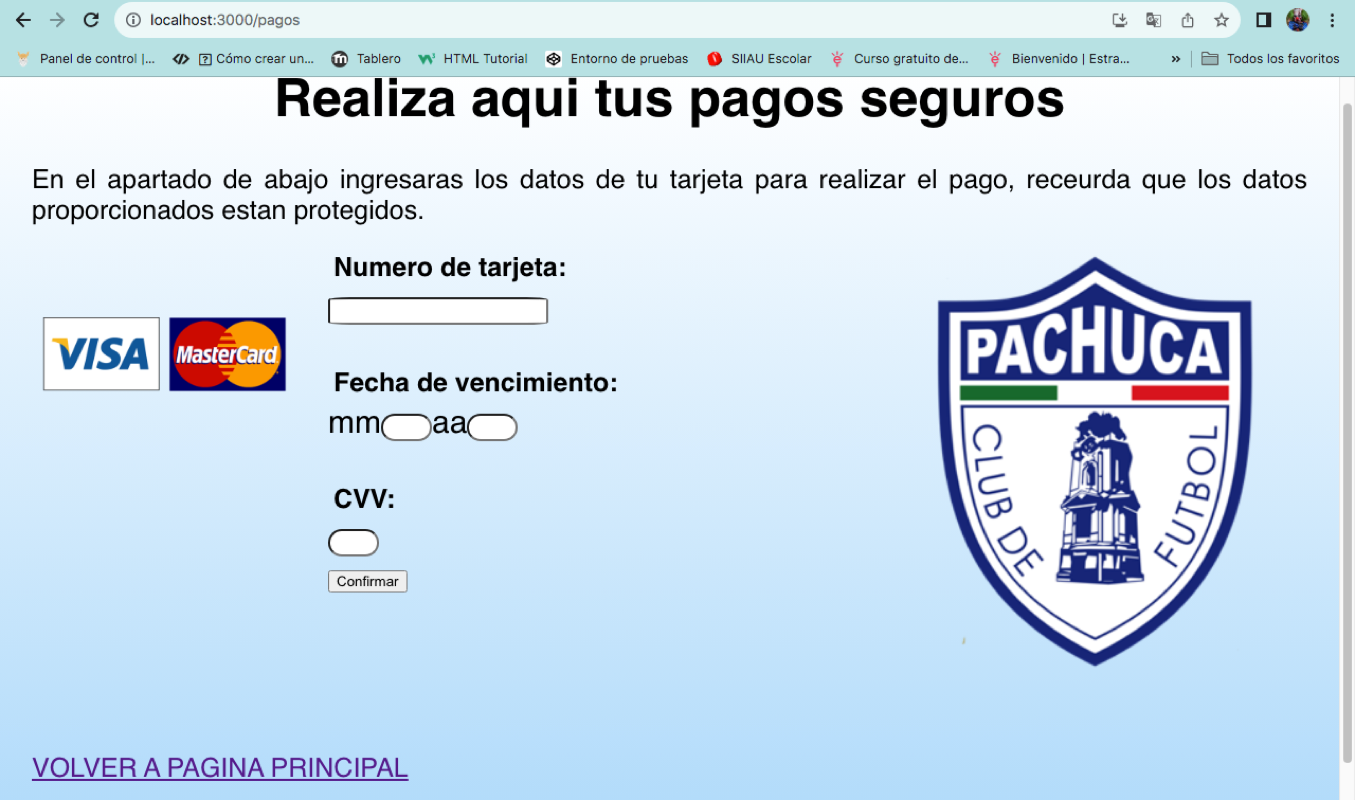 localhost:3000/pagos
Panel de control |... Cómo crear un... Tablero HTML Tutorial Entorno de pruebas SIIAU Escolar Curso gratuito de... Bienvenido | Estra... » Todos los favoritos
Realiza aqui tus pagos seguros
En el apartado de abajo ingresaras los datos de tu tarjeta para realizar el pago, receurda que los datos
proporcionados estan protegidos.
Numero de tarjeta:
VISA MasterCard
Fecha de vencimiento:
mm aa
CVV:
Confirmar
PACHUCA
CLUB DE FUTBOL
VOLVER A PAGINA PRINCIPAL